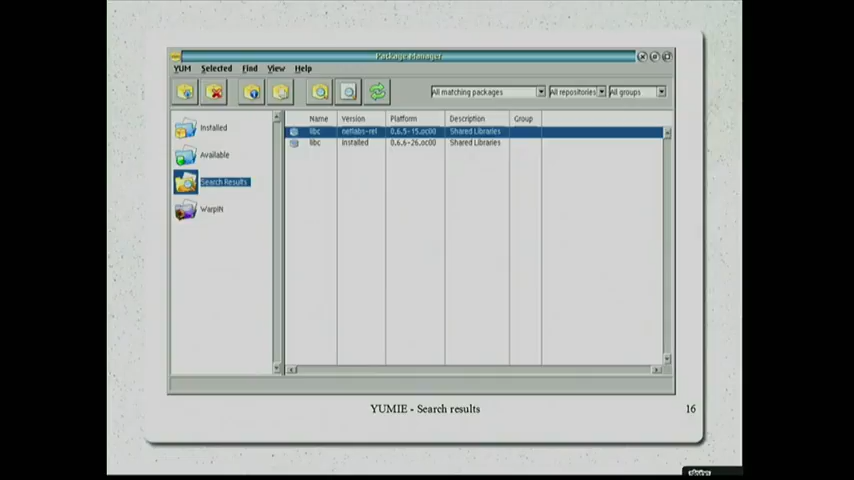 Package Manager
YUM Selected Find View Help
All matching packages All repositories All groups
Installed
Available
Search Results
WarpIN
Name Version Platform Description Group
libc netlabs-rel 0.6.5-15.oc00 Shared Libraries
libc installed 0.6.6-26.oc00 Shared Libraries
YUMIE - Search results
16